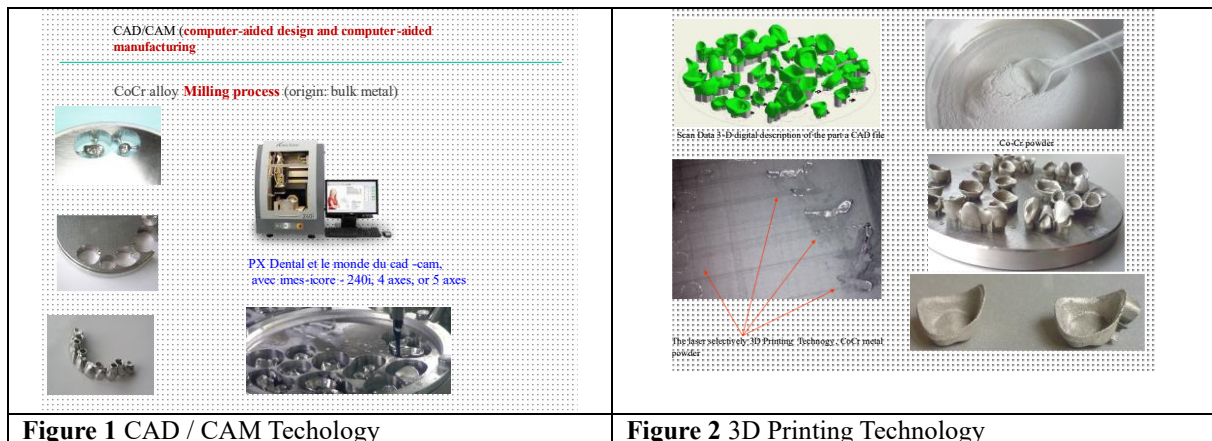 CAD/CAM (computer-aided design and computer-aided
manufacturing
CoCr alloy Milling process (origin: bulk metal)
240i
PX Dental et le monde du cad -cam,
avec imes-icore - 240i, 4 axes, or 5 axes
Figure 1 CAD / CAM Techology
Scan Data 3-D digital description of the part a CAD file
Co-Cr powder
The laser selectively 3D Printing Technogy, CoCr metal
powder
Figure 2 3D Printing Technology